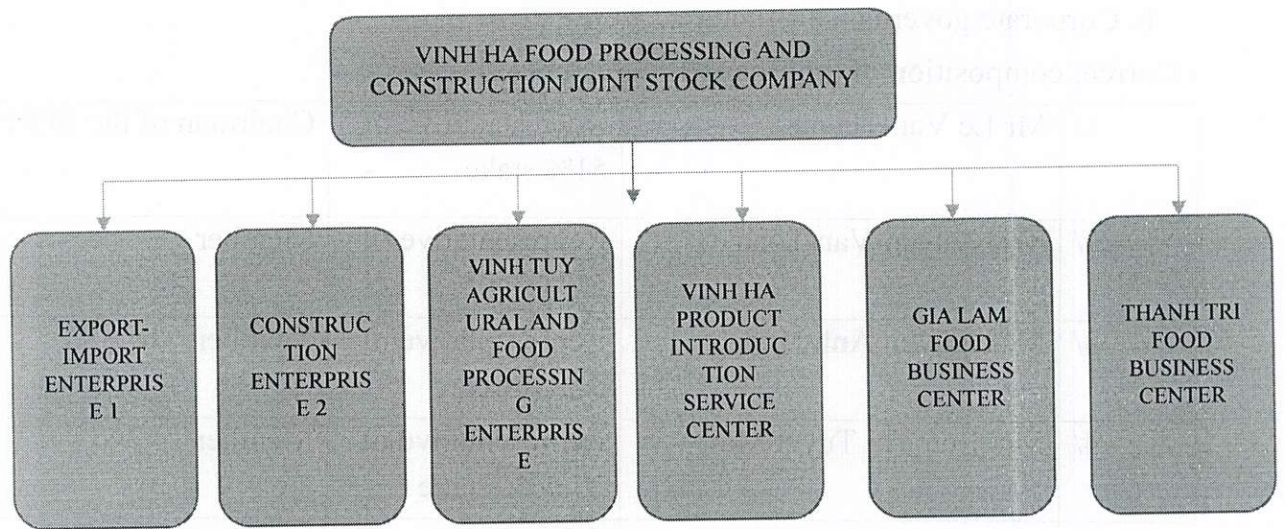 VINH HA FOOD PROCESSING AND
CONSTRUCTION JOINT STOCK COMPANY
EXPORT-
IMPORT
ENTERPRIS
E 1
CONSTRUC
TION
ENTERPRIS
E 2
VINH TUY
AGRICULT
URAL AND
FOOD
PROCESSIN
G
ENTERPRIS
E
VINH HA
PRODUCT
INTRODUC
TION
SERVICE
CENTER
GIA LAM
FOOD
BUSINESS
CENTER
THANH TRI
FOOD
BUSINESS
CENTER